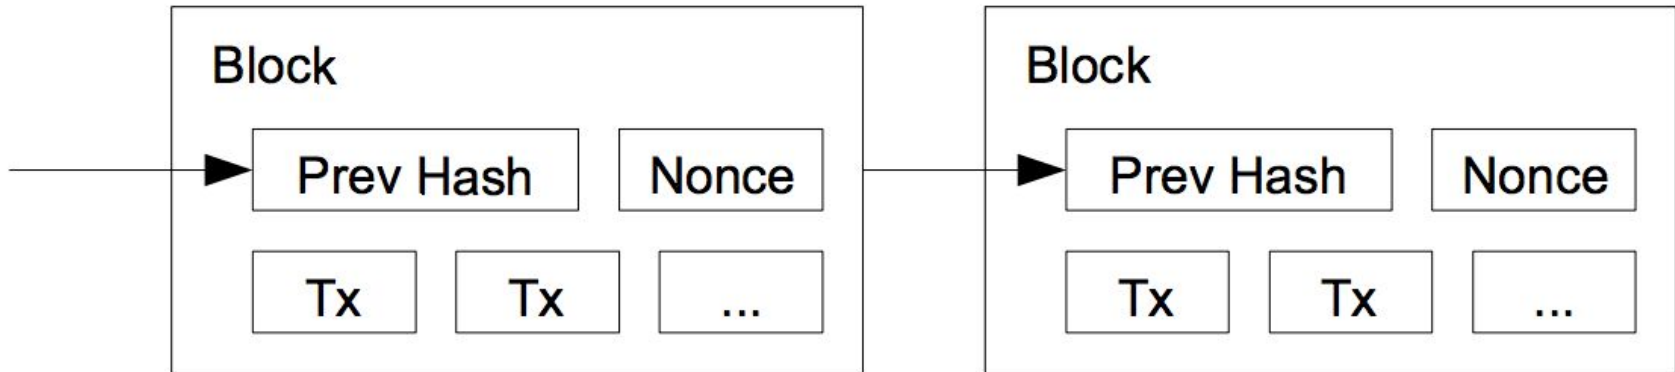 Block Block
Prev Hash Nonce Prev Hash Nonce
Tx Tx ... Tx Tx ...